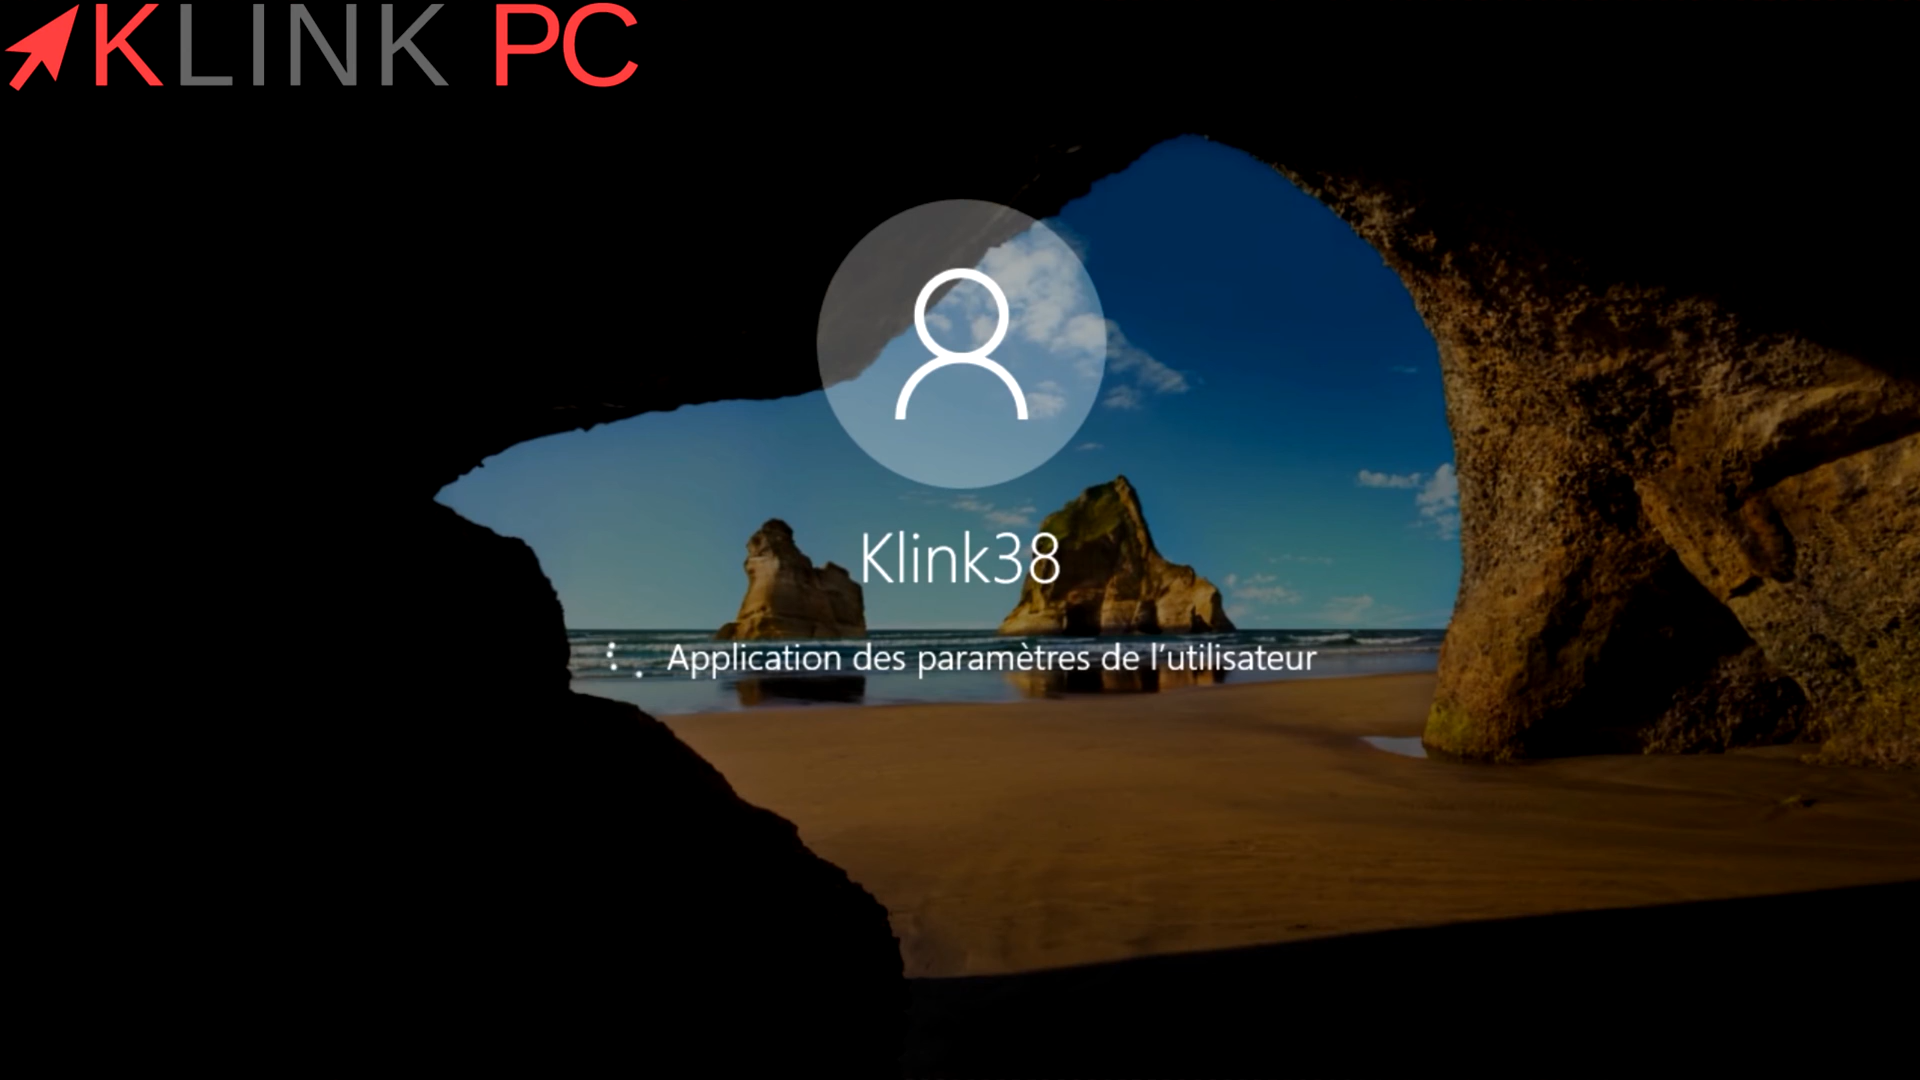 KLINK PC
Klink38
Application des paramètres de l’utilisateur